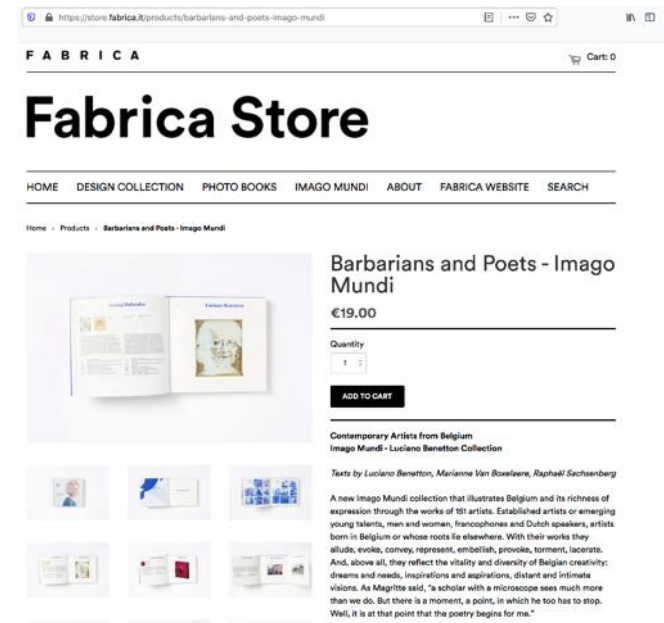 https://store.fabrica.it/products/barbarians-and-poets-imago-mundi
FABRICA
Cart: 0
Fabrica Store
HOME DESIGN COLLECTION PHOTO BOOKS IMAGO MUNDI ABOUT FABRICA WEBSITE SEARCH
Home › Products › Barbarians and Poets - Imago Mundi
Barbarians and Poets - Imago
Mundi
€19.00
Quantity
1
ADD TO CART
Contemporary Artists from Belgium
Imago Mundi - Luciano Benetton Collection
Texts by Luciano Benetton, Marianne Van Boxelaere, Raphaël Sachsenberg
A new Imago Mundi collection that illustrates Belgium and its richness of
expression through the works of 151 artists. Established artists or emerging
young talents, men and women, francophones and Dutch speakers, artists
born in Belgium or whose roots lie elsewhere. With their works they
allude, evoke, convey, represent, embellish, provoke, torment, lacerate.
And, above all, they reflect the vitality and diversity of Belgian creativity:
dreams and needs, inspirations and aspirations, distant and intimate
visions. As Magritte said, "a scholar with a microscope sees much more
than we do. But there is a moment, a point, in which he too has to stop.
Well, it is at that point that the poetry begins for me."